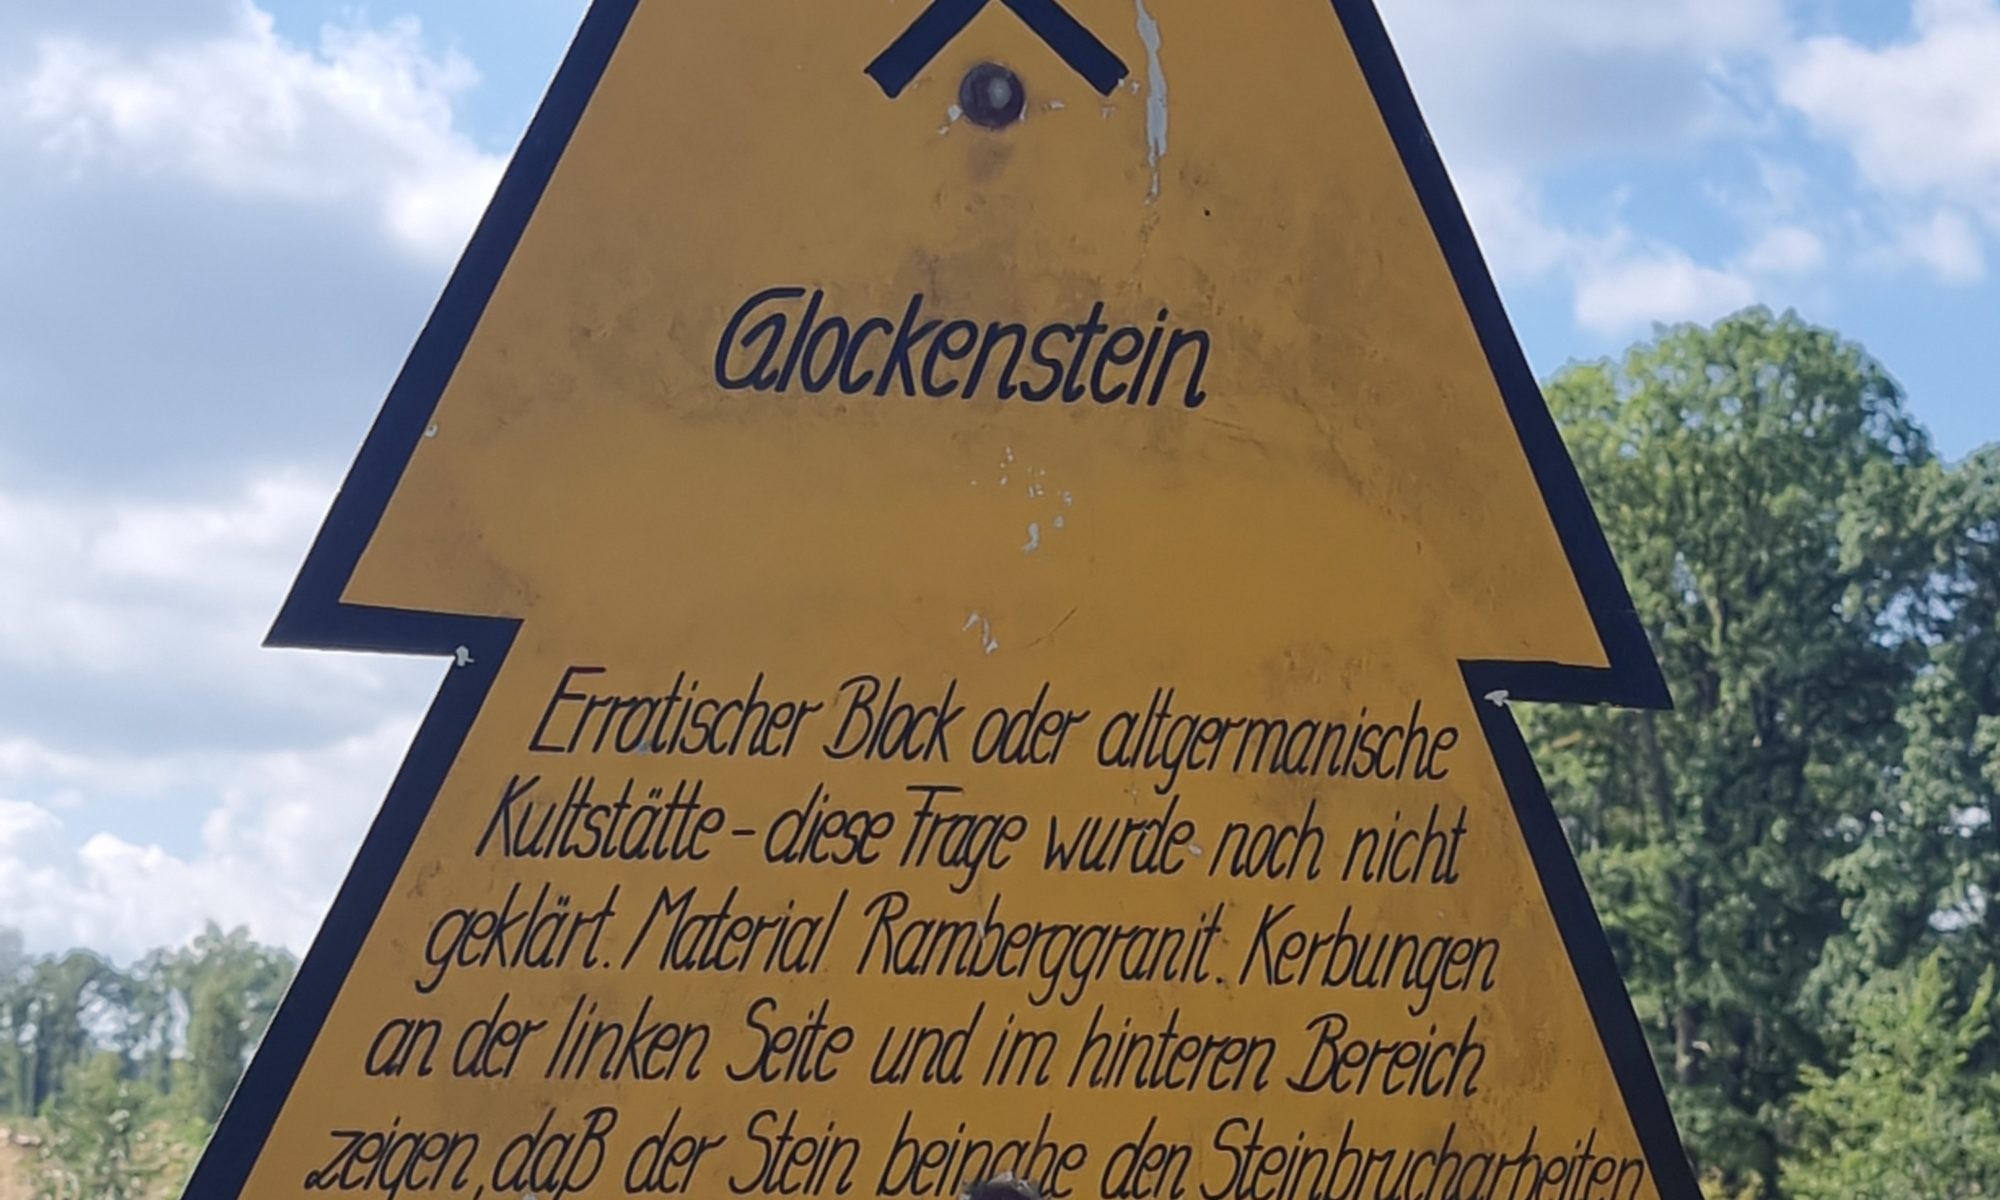 Glockenstein
Erratischer Block oder altgermanische
Kultstätte - diese Frage wurde noch nicht
geklärt. Material Ramberggranit. Kerbungen
an der linken Seite und im hinteren Bereich
zeigen, daß der Stein beinahe den Steinbrucharbeiten